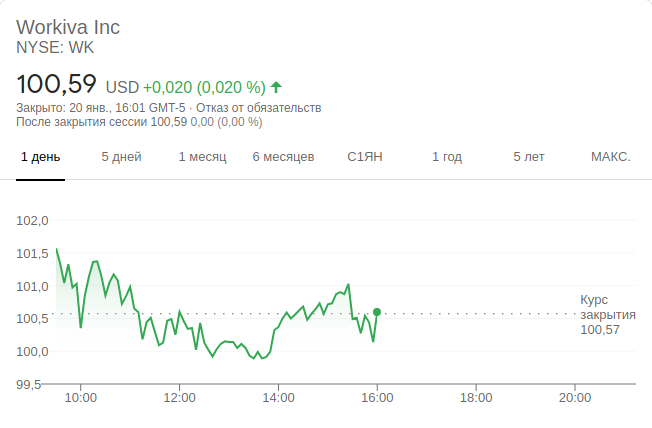 Workiva Inc
NYSE: WK
100,59 USD +0,020 (0,020 %)
Закрыто: 20 янв., 16:01 GMT-5 · Отказ от обязательств
После закрытия сессии 100,59 0,00 (0,00 %)
1 день 5 дней 1 месяц 6 месяцев С1ЯН 1 год 5 лет МАКС.
102,0
101,5
101,0
100,5
100,0
99,5
Курс
закрытия
100,57
10:00 12:00 14:00 16:00 18:00 20:00